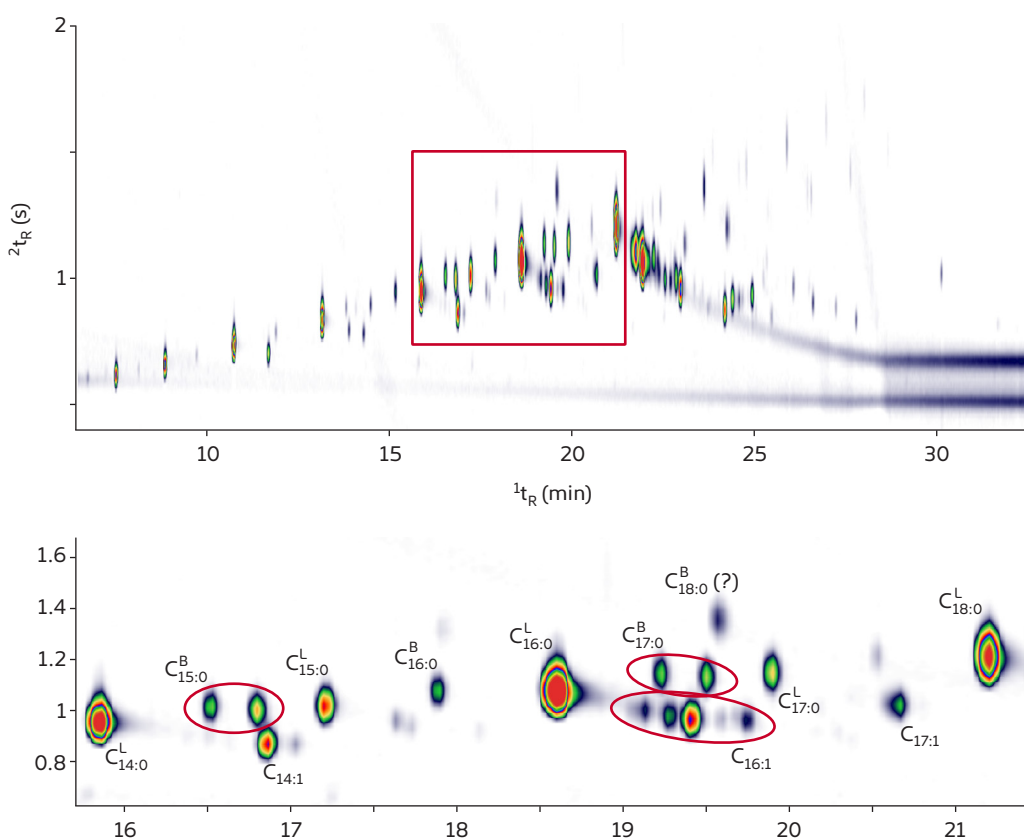 2
1
²tR (s)
10 15 20 25 30
¹tR (min)
1.6
1.4
1.2
1
0.8
C^L_14:0
C^B_15:0
C_14:1
C^L_15:0
C^B_16:0
C^L_16:0
C^B_17:0
C^B_18:0 (?)
C^L_17:0
C_16:1
C_17:1
C^L_18:0
16 17 18 19 20 21